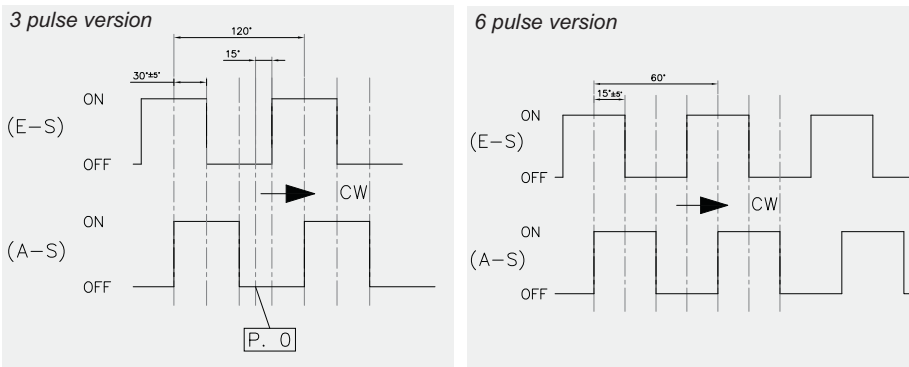 3 pulse version
120°
15°
30°±5°
ON
(E-S)
OFF
CW
ON
(A-S)
OFF
P. 0
6 pulse version
60°
15°±5°
ON
(E-S)
OFF
CW
ON
(A-S)
OFF